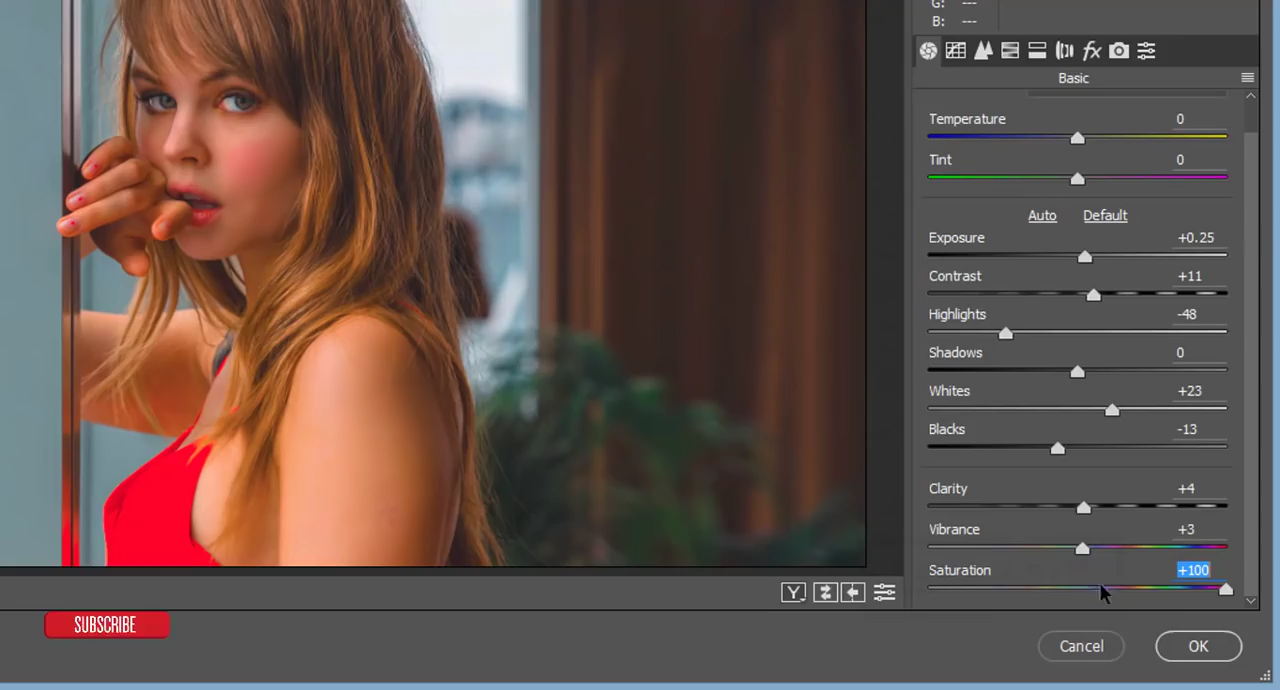 G: ---
B: ---
fx
Basic
Temperature 0
Tint 0
Auto Default
Exposure +0.25
Contrast +11
Highlights -48
Shadows 0
Whites +23
Blacks -13
Clarity +4
Vibrance +3
Saturation +100
Y
SUBSCRIBE
Cancel OK